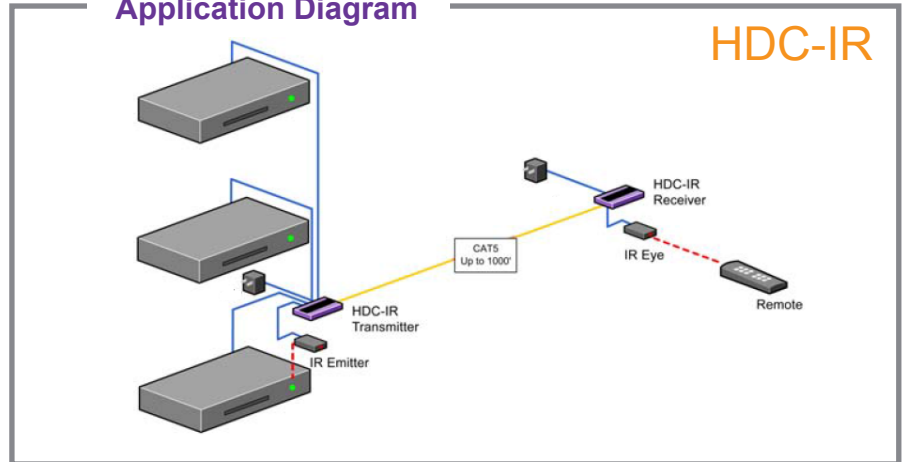 Application Diagram
HDC-IR
HDC-IR
Receiver
CAT5
Up to 1000'
IR Eye
Remote
HDC-IR
Transmitter
IR Emitter